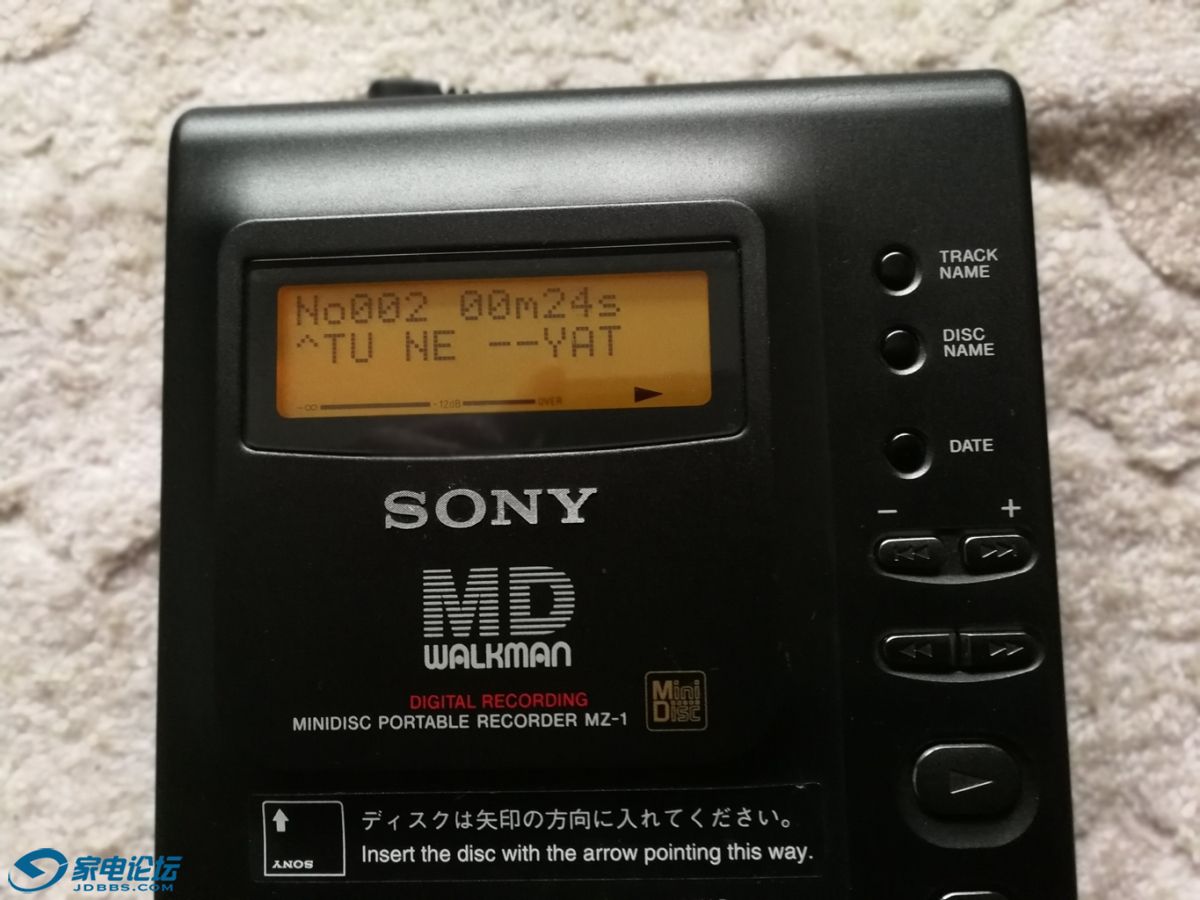 No002 00m24s
^TU NE --YAT
-∞ -12dB OVER
TRACK
NAME
DISC
NAME
DATE
- +
SONY
MD
WALKMAN
DIGITAL RECORDING
MINIDISC PORTABLE RECORDER MZ-1
Mini
Disc
ディスクは矢印の方向に入れてください。
Insert the disc with the arrow pointing this way.
SONY
家电论坛
JDBBS.COM